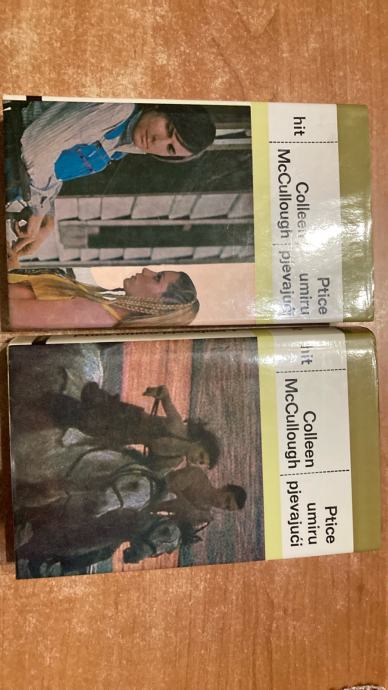 hit
Colleen
McCullough
Ptice
umiru
pjevajući
hit
Colleen
McCullough
Ptice
umiru
pjevajući